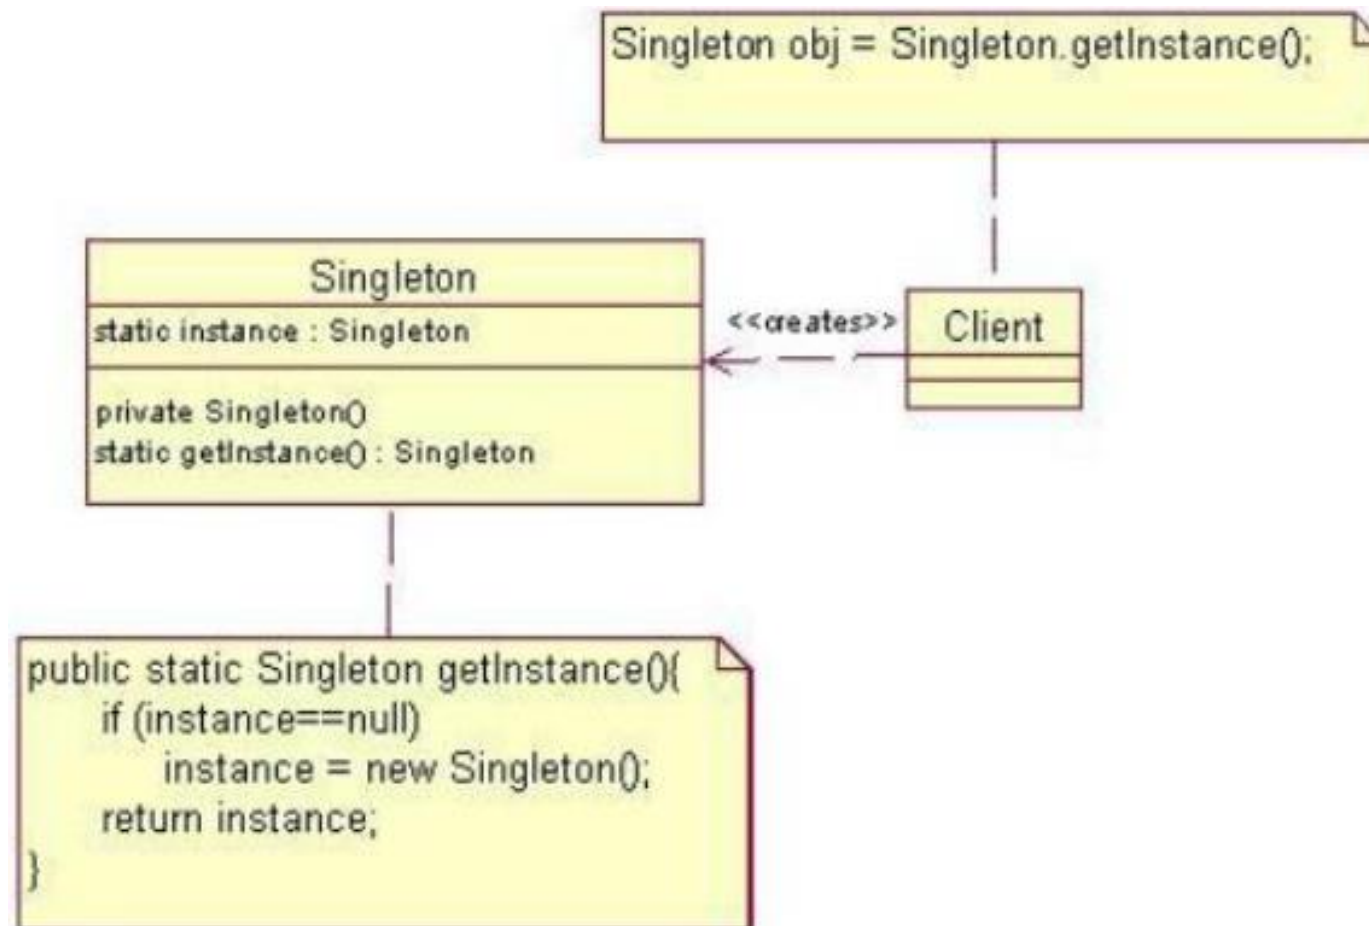 Singleton obj = Singleton.getInstance();
Singleton
static instance : Singleton
private Singleton()
static getInstance() : Singleton
<<creates>>
Client
public static Singleton getInstance(){
if (instance==null)
instance = new Singleton();
return instance;
}